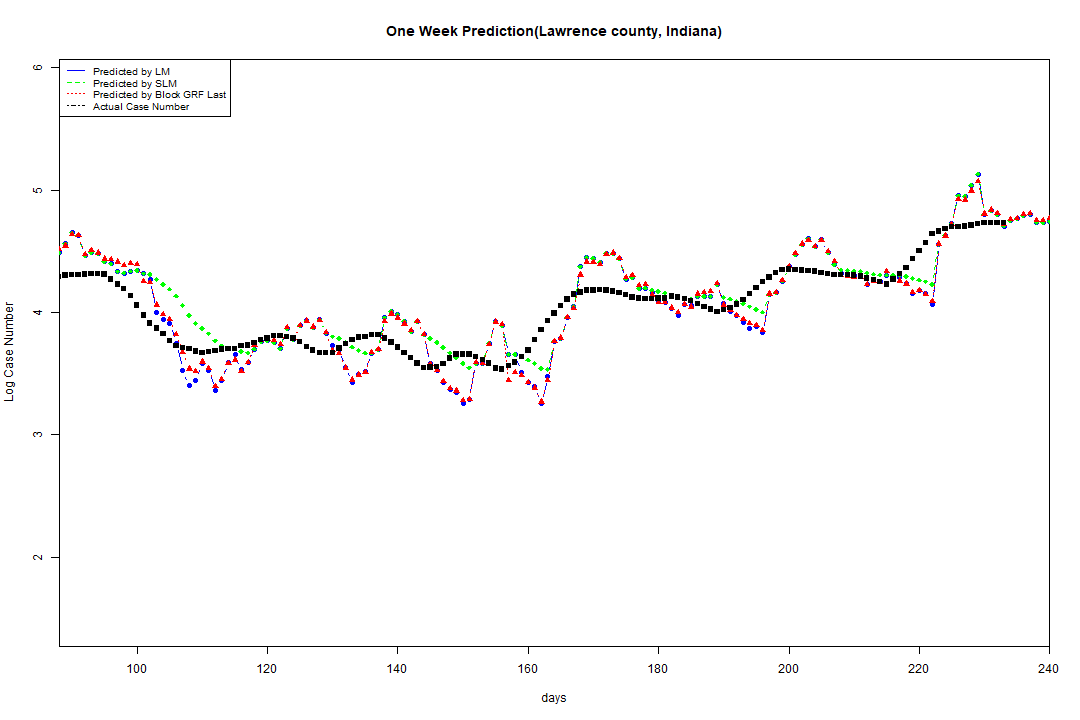 One Week Prediction(Lawrence county, Indiana)
Predicted by LM
Predicted by SLM
Predicted by Block GRF Last
Actual Case Number
6
5
4
3
2
Log Case Number
100
120
140
160
180
200
220
240
days